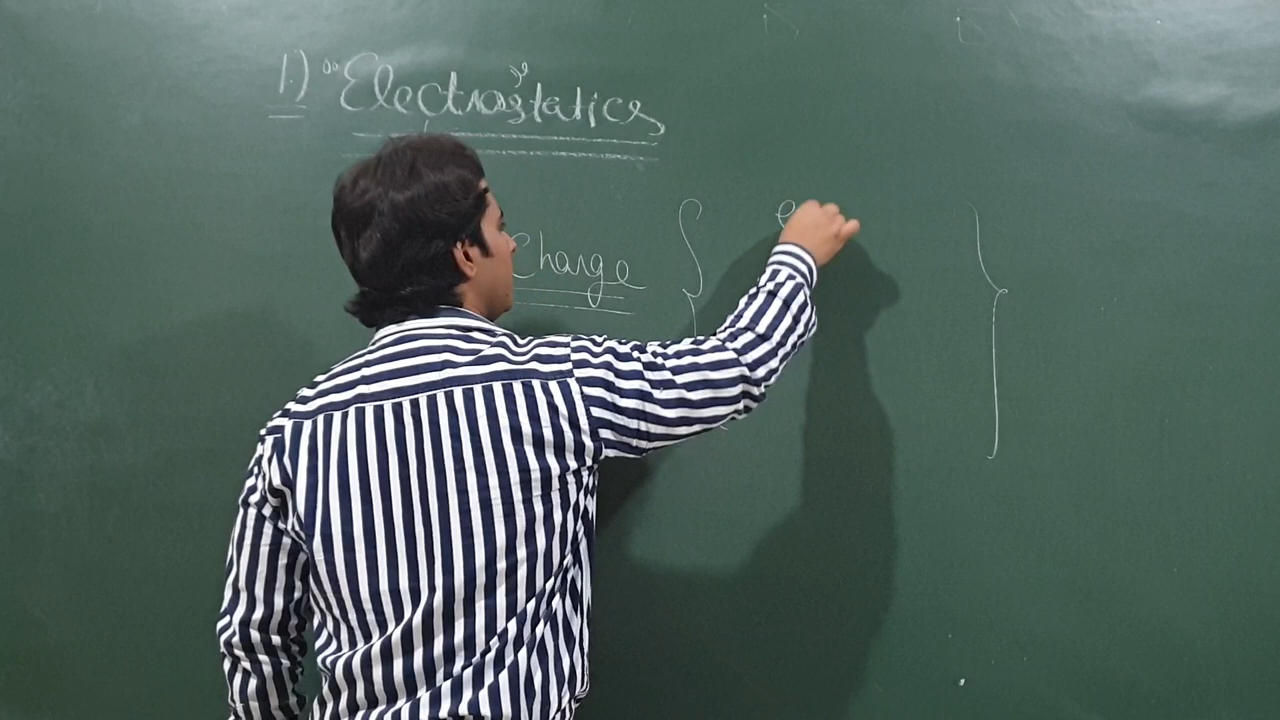 1.) "Electrostatics"
Charge { e }